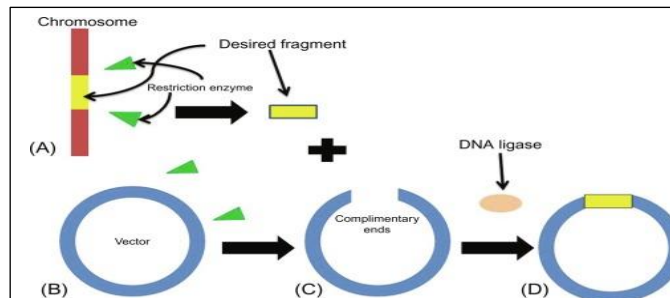 Chromosome
Desired fragment
Restriction enzyme
(A)
DNA ligase
Vector
Complimentary
ends
(B)
(C)
(D)